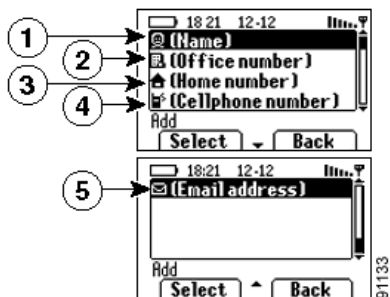 18 21 12-12
1 (Name)
2 (Office number)
3 (Home number)
4 (Cellphone number)
Add
Select Back
18:21 12-12
5 (Email address)
Add
Select Back
91133